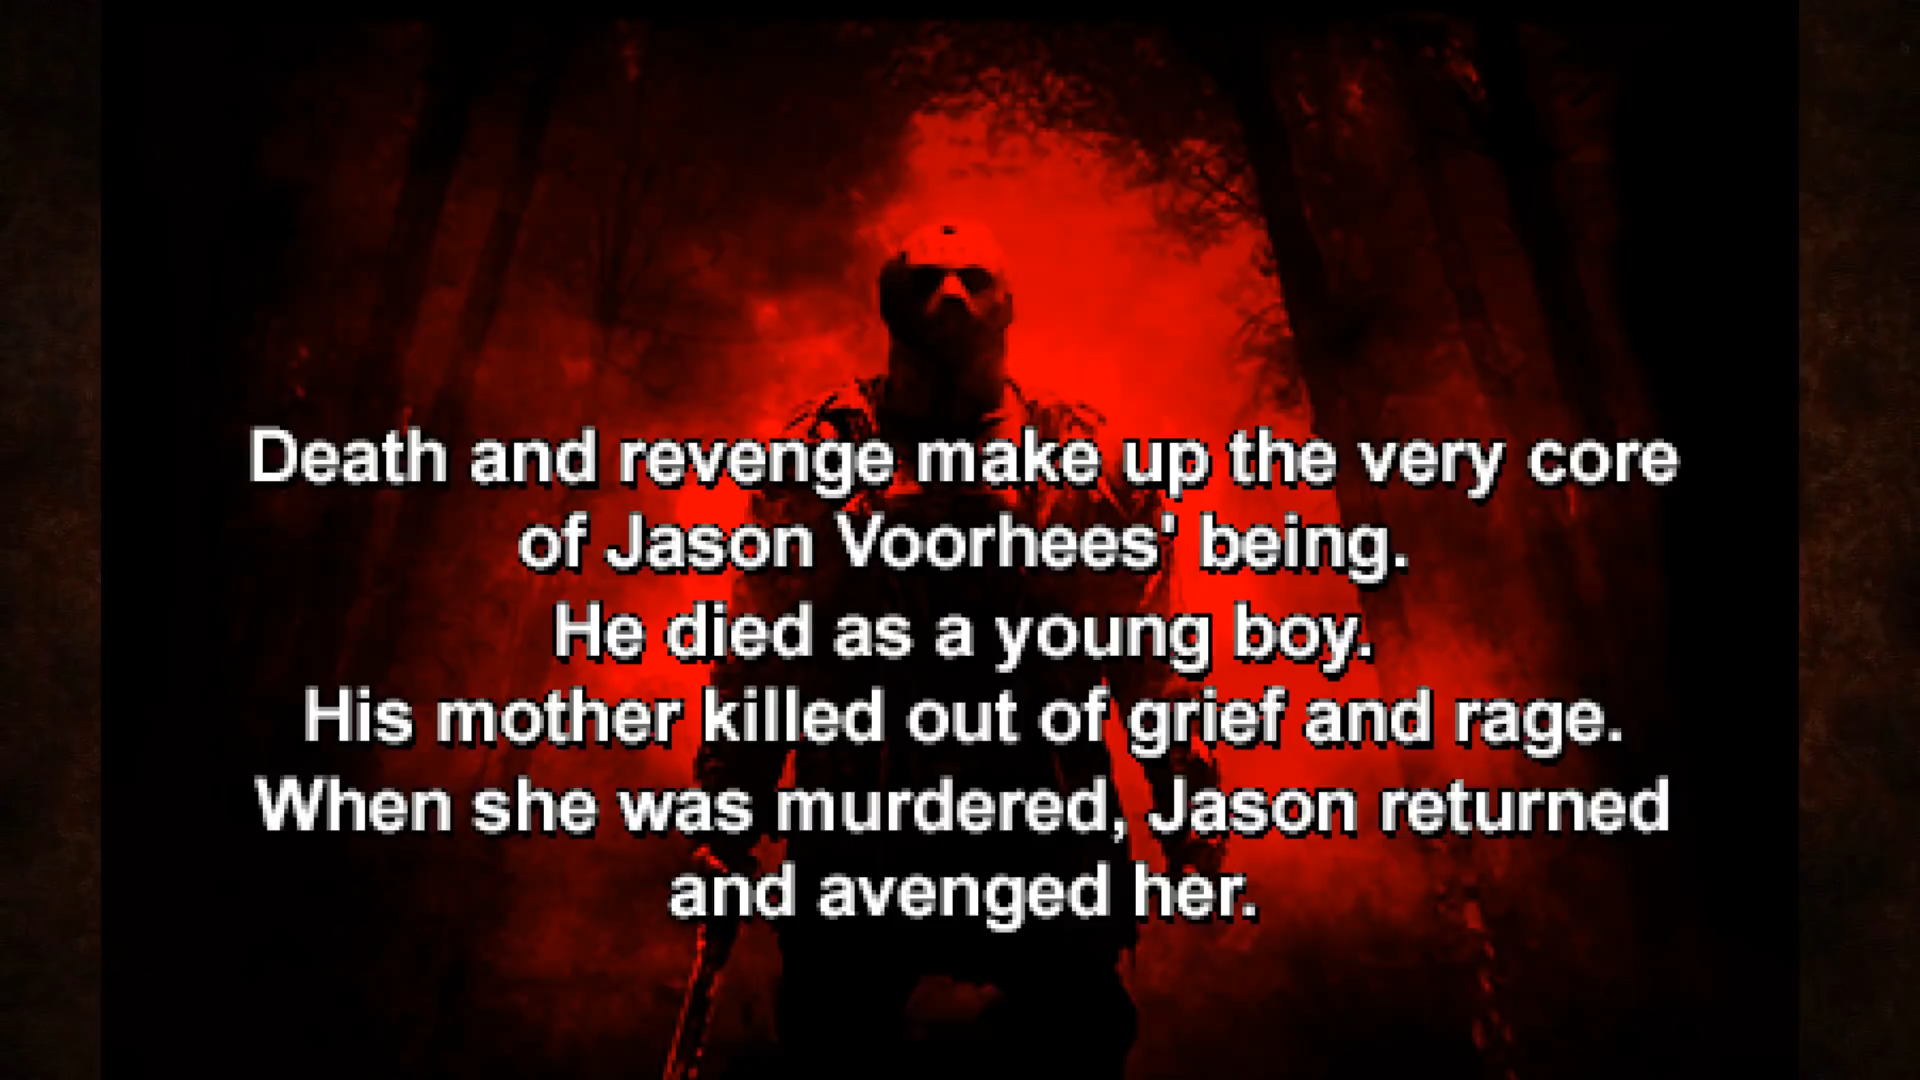 Death and revenge make up the very core
of Jason Voorhees' being.
He died as a young boy.
His mother killed out of grief and rage.
When she was murdered, Jason returned
and avenged her.